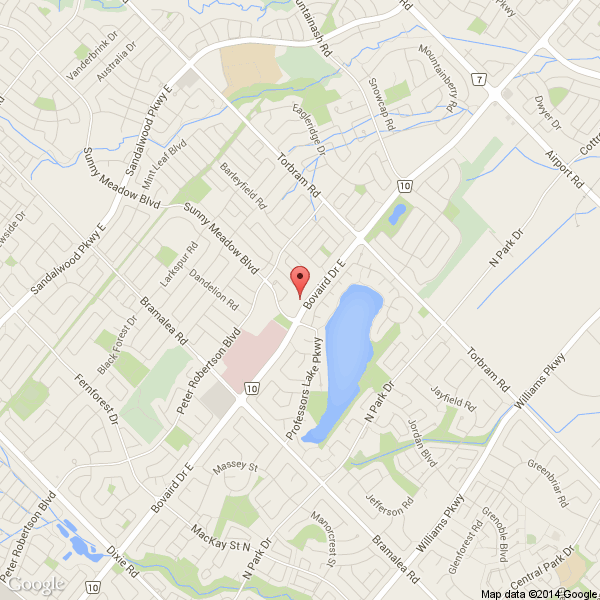 untainash Rd
Pkwy
Vanderbrink Dr
Australia Dr
Mountainberry Rd
7
Sandalwood Pkwy E
Snowcap Rd
Dwyer Dr
Eagleridge Dr
Mint Leaf Blvd
Cottr
Sunny Meadow Blvd
Torbram Rd
Airport Rd
Barleyfield Rd
10
wside Dr
Sunny Meadow Blvd
N Park Dr
Sandalwood Pkwy E
Larkspur Rd
Bovaird Dr E
Dandelion Rd
Bramalea Rd
Black Forest Dr
Peter Robertson Blvd
Professors Lake Pkwy
Torbram Rd
Williams Pkwy
Fernforest Dr
10
N Park Dr
Jayfield Rd
Jordan Blvd
Massey St
Bovaird Dr E
Greenbriar Rd
Peter Robertson Blvd
Jefferson Rd
Manorcrest St
Williams Pkwy
Grenoble Blvd
MacKay St N
Glenforest Rd
Dixie Rd
N Park Dr
Bramalea Rd
Central Park Dr
10
Google
Map data ©2014 Google